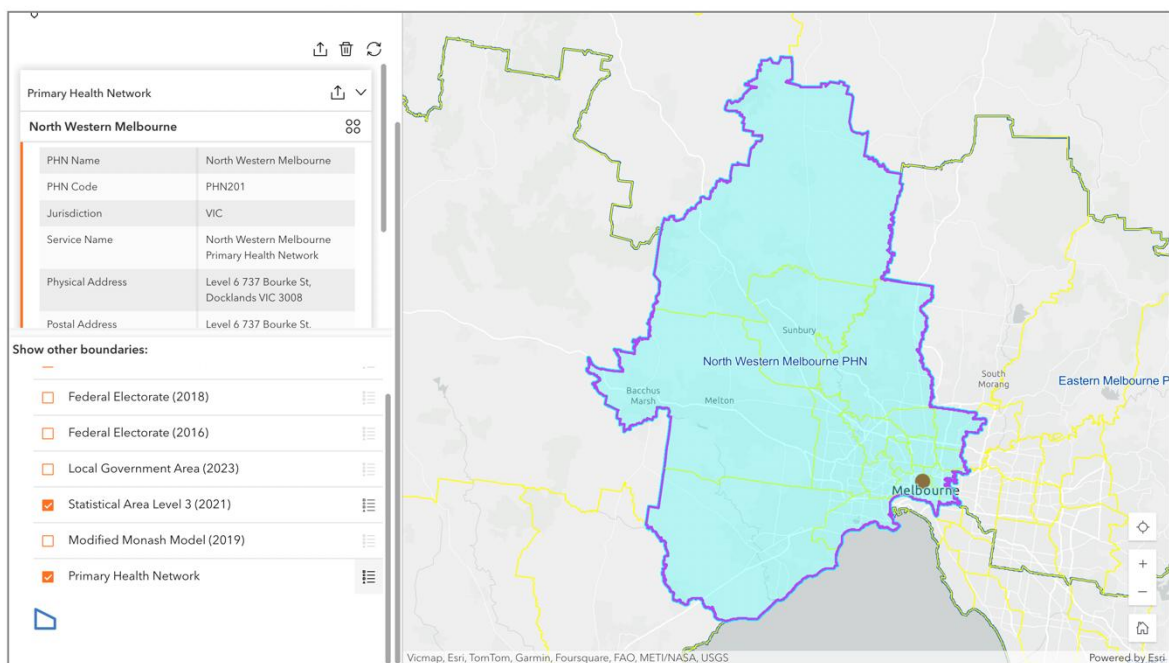 Primary Health Network
North Western Melbourne
PHN Name North Western Melbourne
PHN Code PHN201
Jurisdiction VIC
Service Name North Western Melbourne
Primary Health Network
Physical Address Level 6 737 Bourke St,
Docklands VIC 3008
Postal Address Level 6 737 Bourke St.
Show other boundaries:
Federal Electorate (2018)
Federal Electorate (2016)
Local Government Area (2023)
Statistical Area Level 3 (2021)
Modified Monash Model (2019)
Primary Health Network
Sunbury
North Western Melbourne PHN
South
Morang
Eastern Melbourne P
Bacchus
Marsh
Melton
Melbourne
Vicmap, Esri, TomTom, Garmin, Foursquare, FAO, METI/NASA, USGS
Powered by Esri